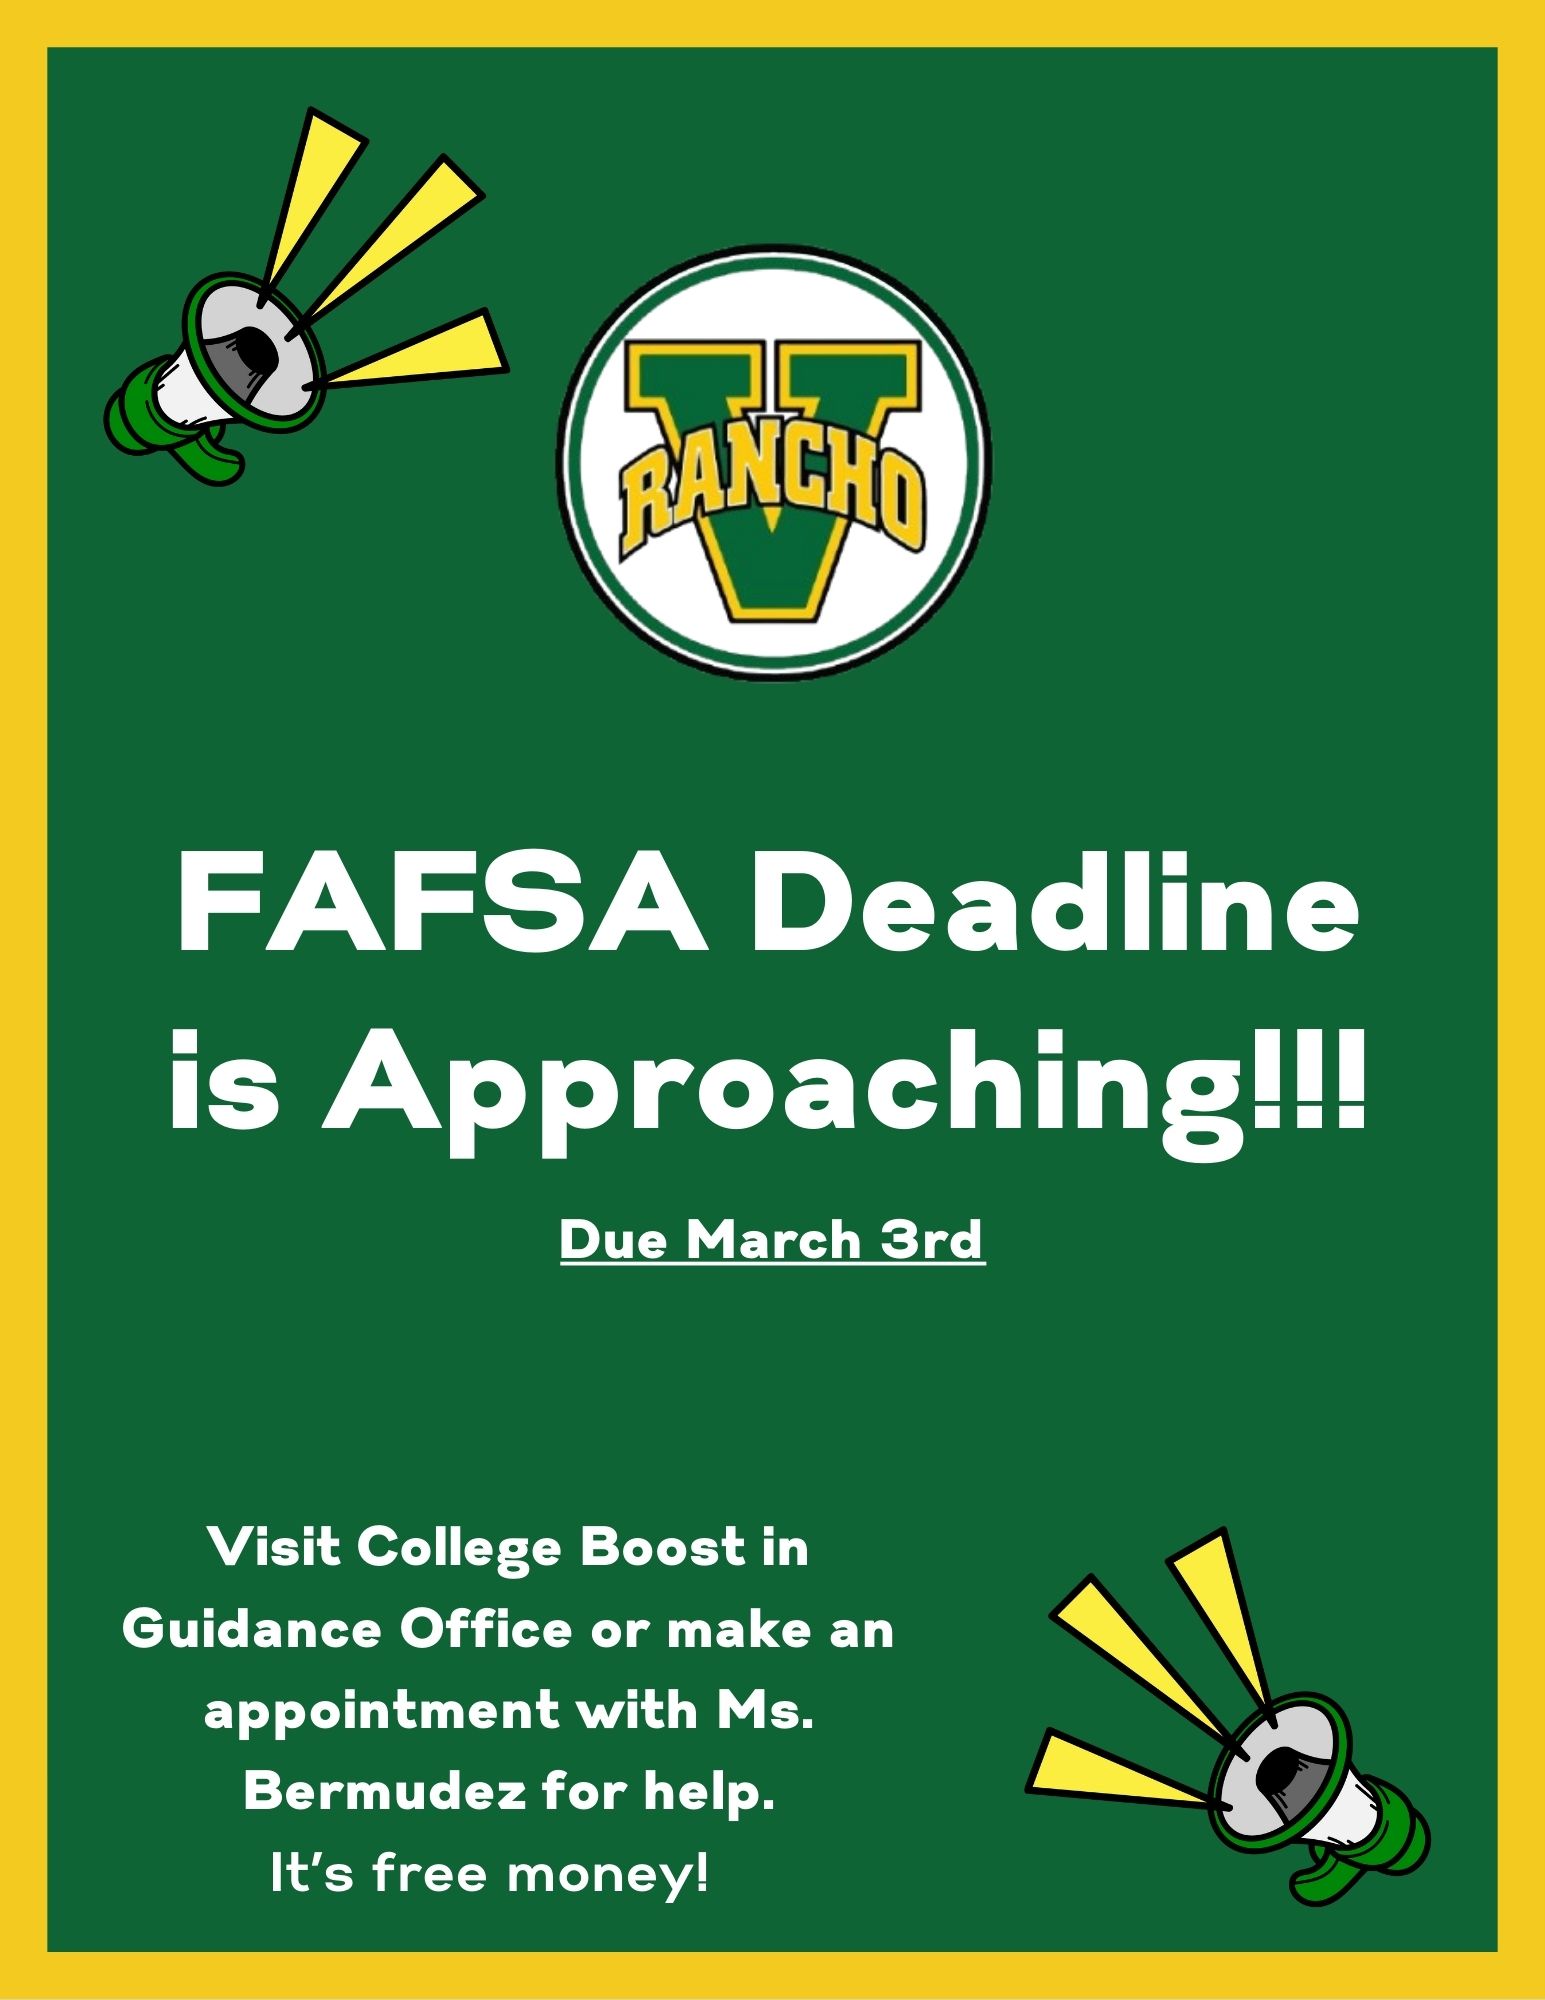 V
RANCHO
FAFSA Deadline
is Approaching!!!
Due March 3rd
Visit College Boost in
Guidance Office or make an
appointment with Ms.
Bermudez for help.
It's free money!